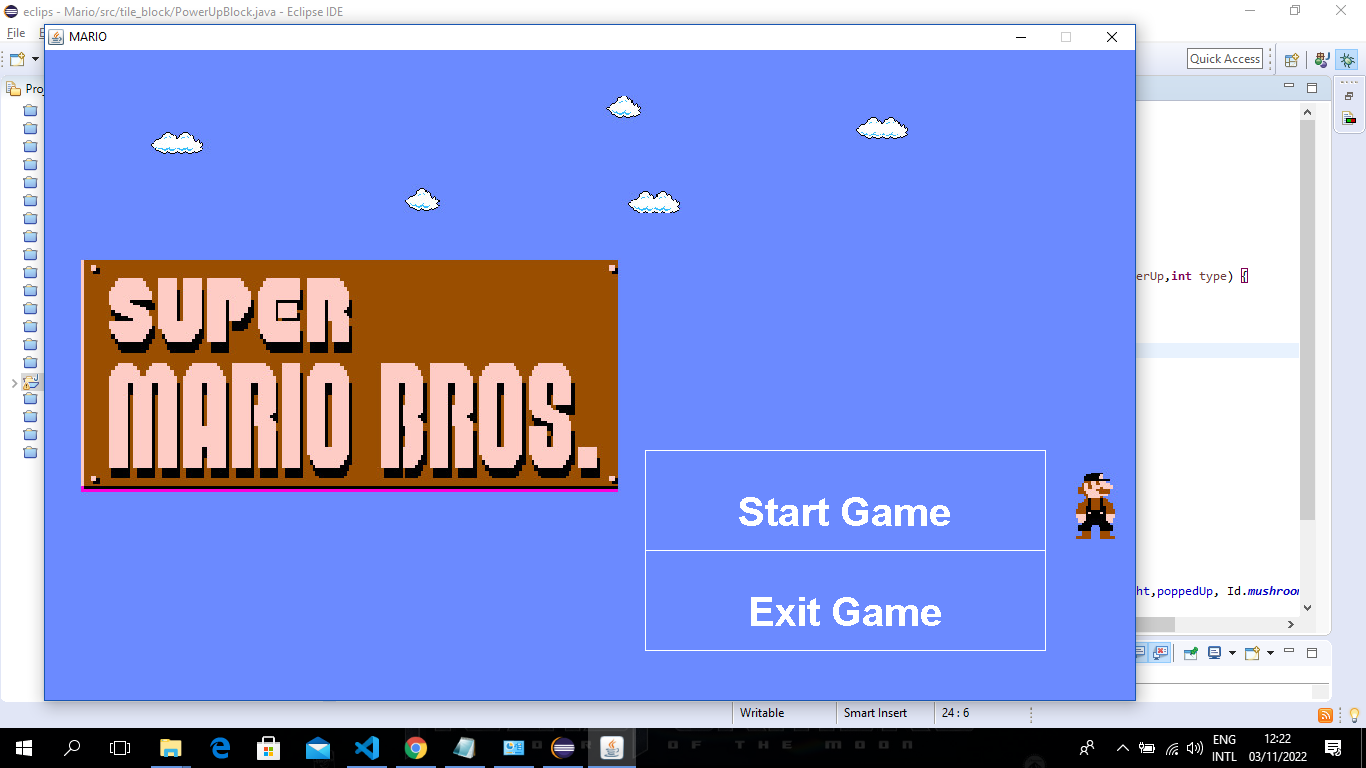 eclips - Mario/src/tile_block/PowerUpBlock.java - Eclipse IDE
File
MARIO
Quick Access
Proj
SUPER
MARIO BROS.
erUp,int type) {
Start Game
Exit Game
ht,poppedUp, Id.mushroom
Writable
Smart Insert
24 : 6
OF THE MOON
ENG
INTL
12:22
03/11/2022